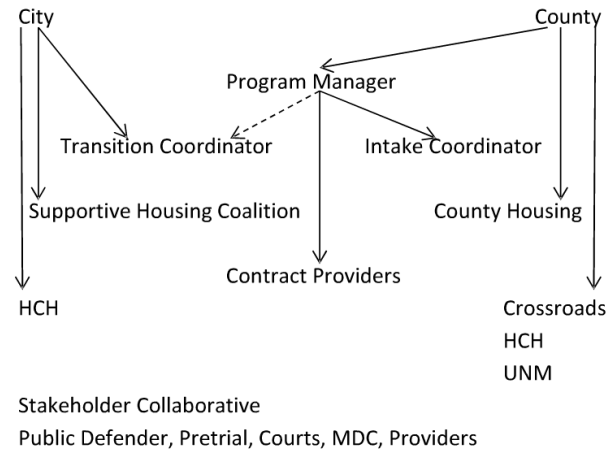 City
County
Program Manager
Transition Coordinator
Intake Coordinator
Supportive Housing Coalition
County Housing
Contract Providers
HCH
Crossroads
HCH
UNM
Stakeholder Collaborative
Public Defender, Pretrial, Courts, MDC, Providers